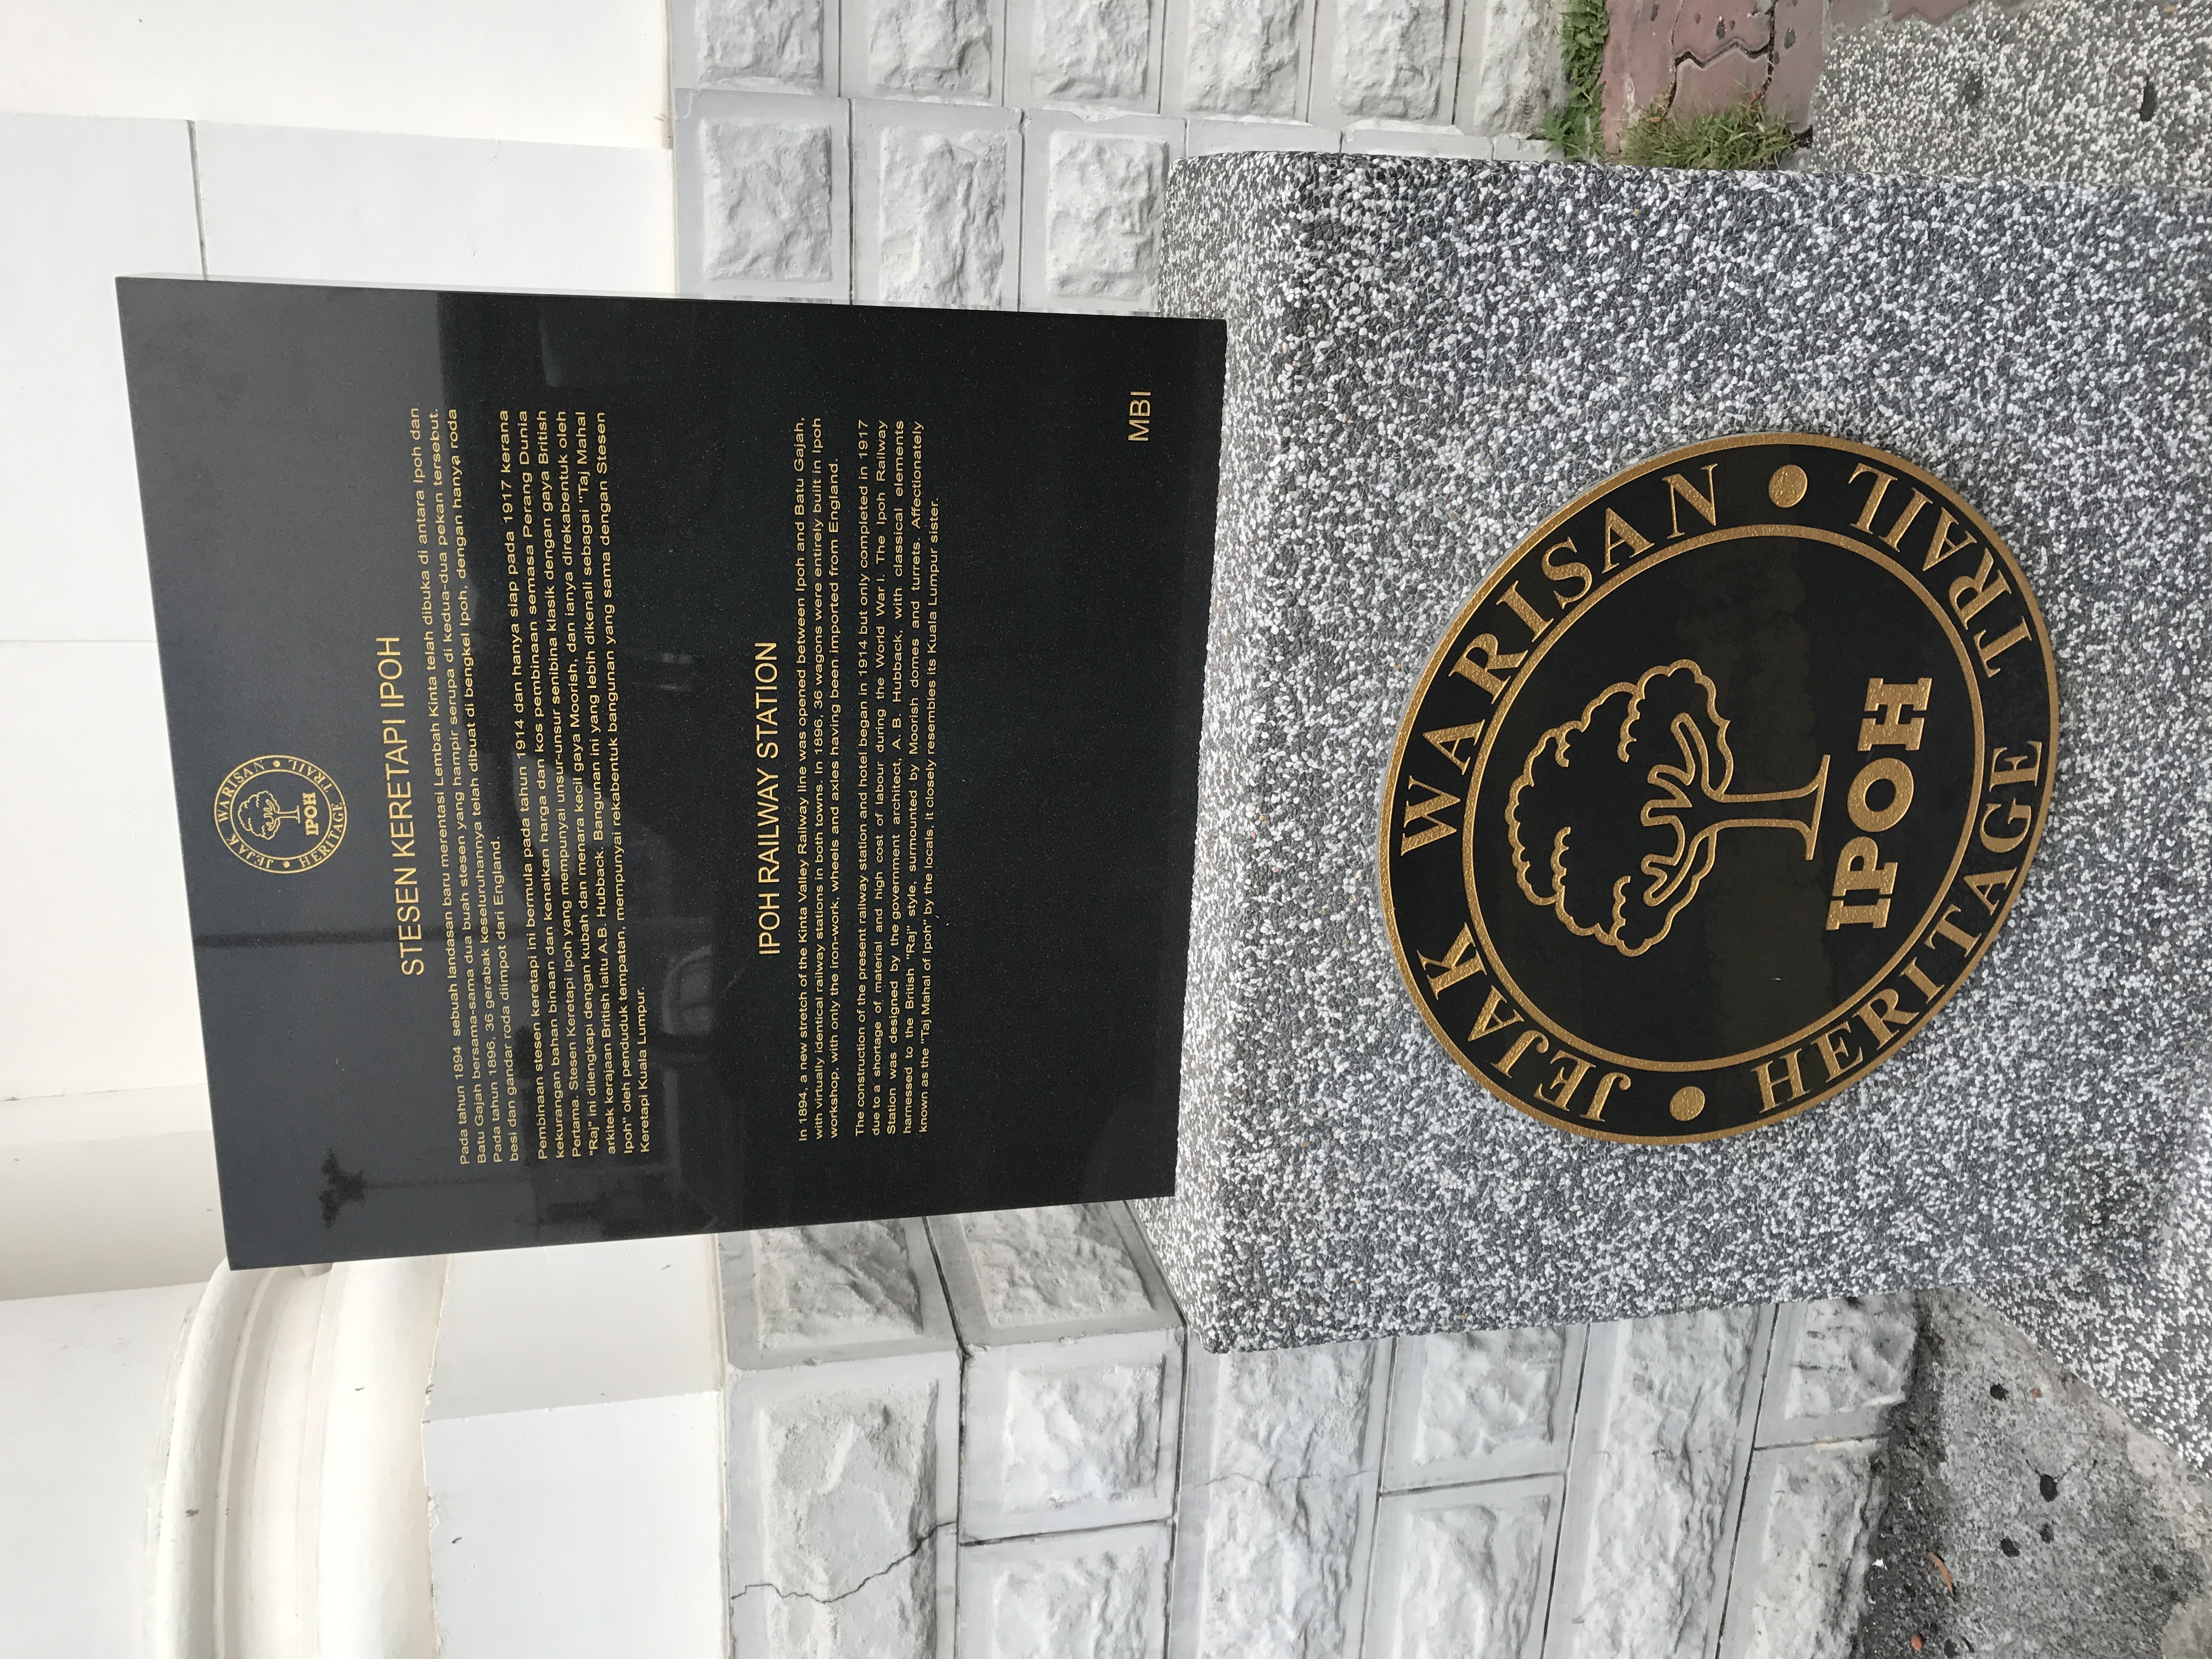 JEJAK WARISAN
IPOH
HERITAGE TRAIL
STESEN KERETAPI IPOH
Pada tahun 1894 sebuah landasan baru merentasi Lembah Kinta telah dibuka di antara Ipoh dan
Batu Gajah bersama-sama dua buah stesen yang hampir serupa di kedua-dua pekan tersebut.
Pada tahun 1896, 36 gerabak keseluruhannya telah dibuat di bengkel Ipoh, dengan hanya roda
besi dan gandar roda diimpot dari England.
Pembinaan stesen keretapi ini bermula pada tahun 1914 dan hanya siap pada 1917 kerana
kekurangan bahan binaan dan kenaikan harga dan kos pembinaan semasa Perang Dunia
Pertama. Stesen Keretapi Ipoh yang mempunyai unsur-unsur senibina klasik dengan gaya British
"Raj" ini dilengkapi dengan kubah dan menara kecil gaya Moorish, dan ianya direkabentuk oleh
arkitek kerajaan British iaitu A.B. Hubback. Bangunan ini yang lebih dikenali sebagai "Taj Mahal
Ipoh" oleh penduduk tempatan, mempunyai rekabentuk bangunan yang sama dengan Stesen
Keretapi Kuala Lumpur.
IPOH RAILWAY STATION
In 1894, a new stretch of the Kinta Valley Railway line was opened between Ipoh and Batu Gajah,
with virtually identical railway stations in both towns. In 1896, 36 wagons were entirely built in Ipoh
workshop, with only the iron-work, wheels and axles having been imported from England.
The construction of the present railway station and hotel began in 1914 but only completed in 1917
due to a shortage of material and high cost of labour during the World War I. The Ipoh Railway
Station was designed by the government architect, A.B. Hubback, with classical elements
harnessed to the British "Raj" style, surmounted by Moorish domes and turrets. Affectionately
known as the "Taj Mahal of Ipoh" by the locals, it closely resembles its Kuala Lumpur sister.
MBI
JEJAK WARISAN
IPOH
HERITAGE TRAIL